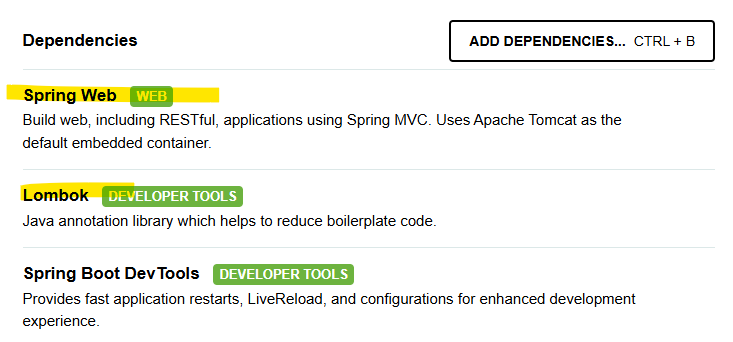 Dependencies
ADD DEPENDENCIES... CTRL + B
Spring Web WEB
Build web, including RESTful, applications using Spring MVC. Uses Apache Tomcat as the
default embedded container.
Lombok DEVELOPER TOOLS
Java annotation library which helps to reduce boilerplate code.
Spring Boot DevTools DEVELOPER TOOLS
Provides fast application restarts, LiveReload, and configurations for enhanced development
experience.